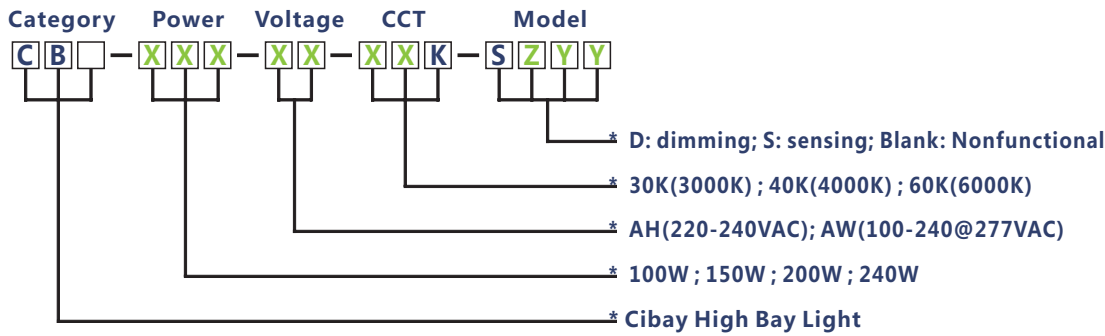 Category Power Voltage CCT Model
C B - X X X - X X - X X K - S Z Y Y
* D: dimming; S: sensing; Blank: Nonfunctional
* 30K(3000K) ; 40K(4000K) ; 60K(6000K)
* AH(220-240VAC); AW(100-240@277VAC)
* 100W ; 150W ; 200W ; 240W
* Cibay High Bay Light